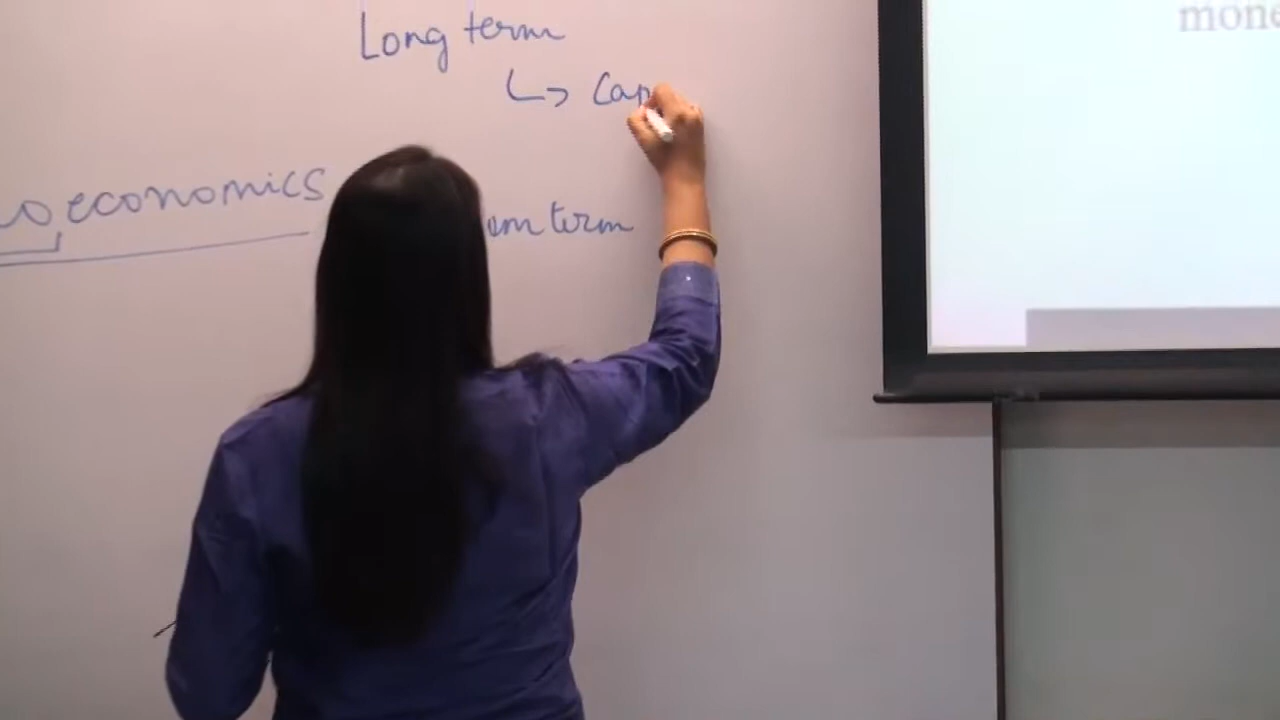 Long term
↳ Cap
economics
term
mone